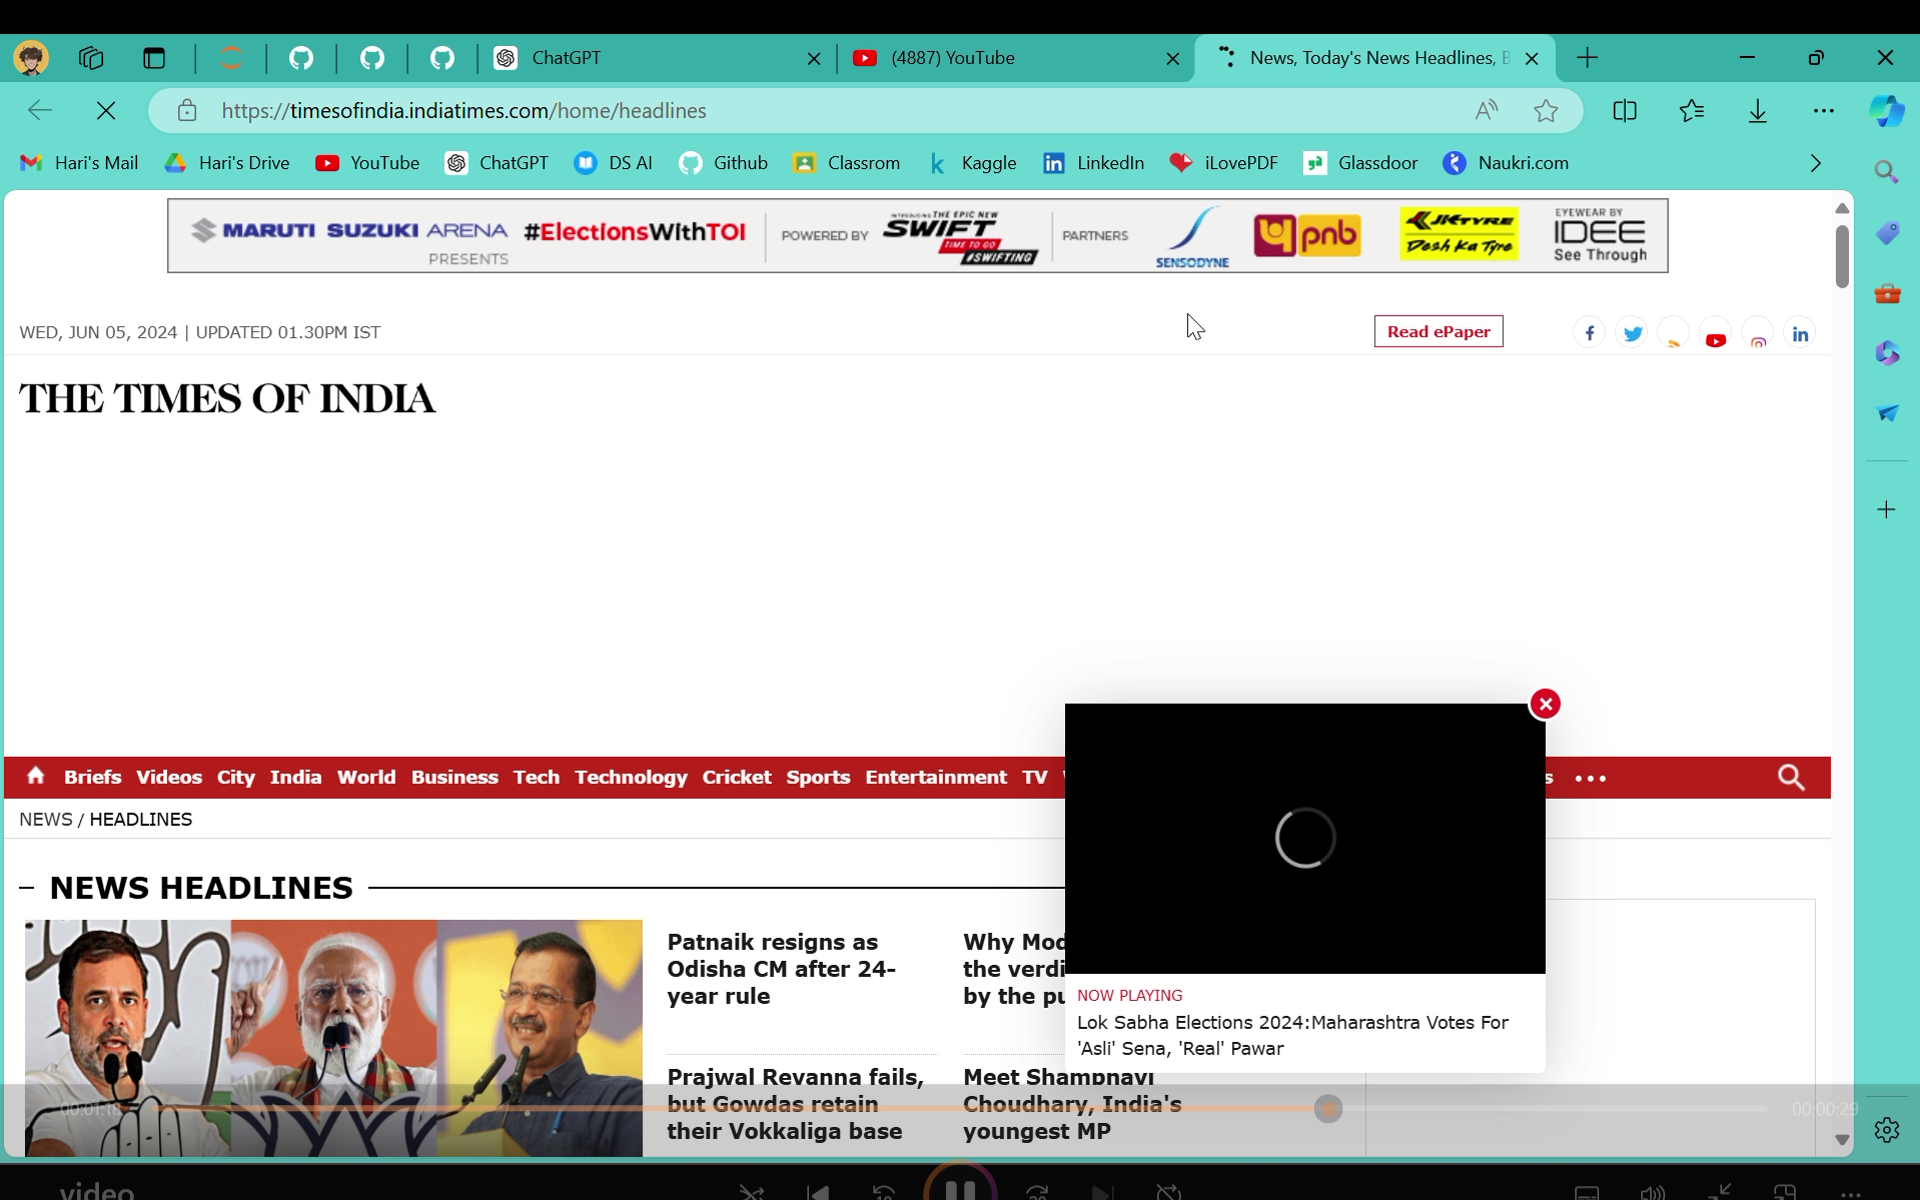 ChatGPT
(4887) YouTube
News, Today's News Headlines, B
https://timesofindia.indiatimes.com/home/headlines
Hari's Mail
Hari's Drive
YouTube
ChatGPT
DS AI
Github
Classrom
Kaggle
LinkedIn
iLovePDF
Glassdoor
Naukri.com
MARUTI SUZUKI ARENA
PRESENTS
#ElectionsWithTOI
POWERED BY
INTRODUCING THE EPIC NEW
SWIFT
TIME TO GO
#SWIFTING
PARTNERS
SENSODYNE
pnb
JK TYRE
Desh Ka Tyre
EYEWEAR BY
IDEE
See Through
WED, JUN 05, 2024 | UPDATED 01.30PM IST
Read ePaper
THE TIMES OF INDIA
Briefs Videos City India World Business Tech Technology Cricket Sports Entertainment TV
s
NEWS / HEADLINES
NEWS HEADLINES
Patnaik resigns as
Odisha CM after 24-
year rule
Why Mod
the verdi
by the pu
Prajwal Revanna fails,
but Gowdas retain
their Vokkaliga base
Meet Shambhavi
Choudhary, India's
youngest MP
NOW PLAYING
Lok Sabha Elections 2024:Maharashtra Votes For
'Asli' Sena, 'Real' Pawar
00:01:18
00:00:29
video